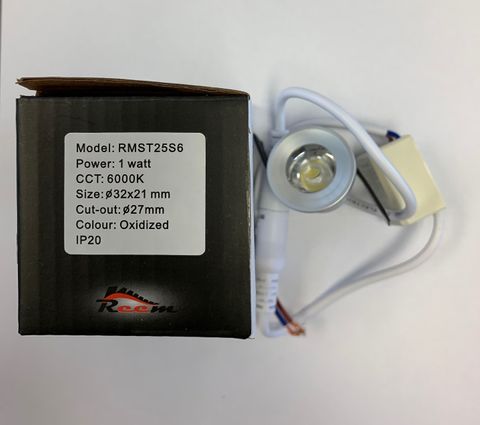 Model: RMST25S6
Power: 1 watt
CCT: 6000K
Size: ø32x21 mm
Cut-out: ø27mm
Colour: Oxidized
IP20
Reem